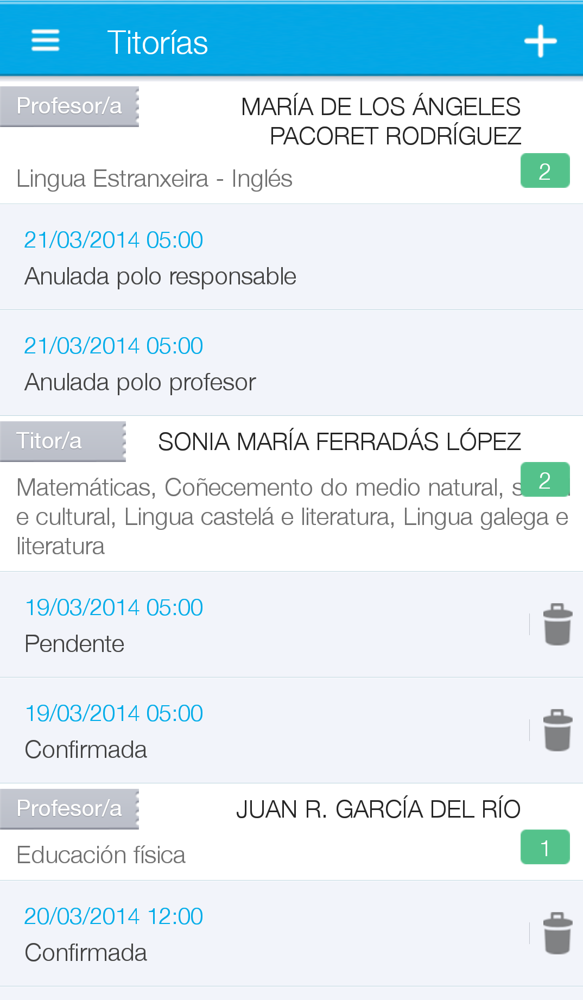 Titorías
Profesor/a
MARÍA DE LOS ÁNGELES
PACORET RODRÍGUEZ
Lingua Estranxeira - Inglés
2
21/03/2014 05:00
Anulada polo responsable
21/03/2014 05:00
Anulada polo profesor
Titor/a
SONIA MARÍA FERRADÁS LÓPEZ
2
Matemáticas, Coñecemento do medio natural,
e cultural, Lingua castelá e literatura, Lingua galega e
literatura
19/03/2014 05:00
Pendente
19/03/2014 05:00
Confirmada
Profesor/a
JUAN R. GARCÍA DEL RÍO
Educación física
1
20/03/2014 12:00
Confirmada